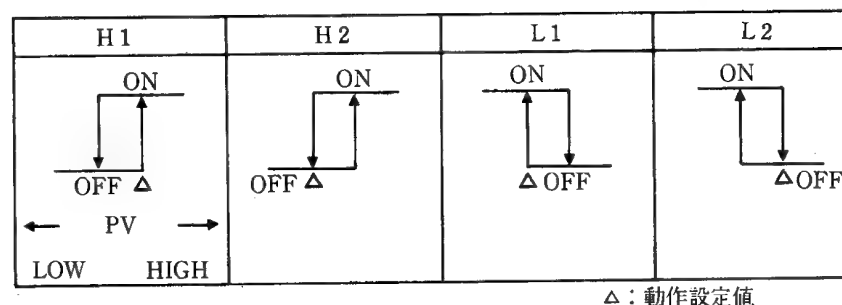 H1 H2 L1 L2
ON ON ON ON
OFF △ OFF △ △ OFF △ OFF
← PV →
LOW HIGH
△：動作設定値